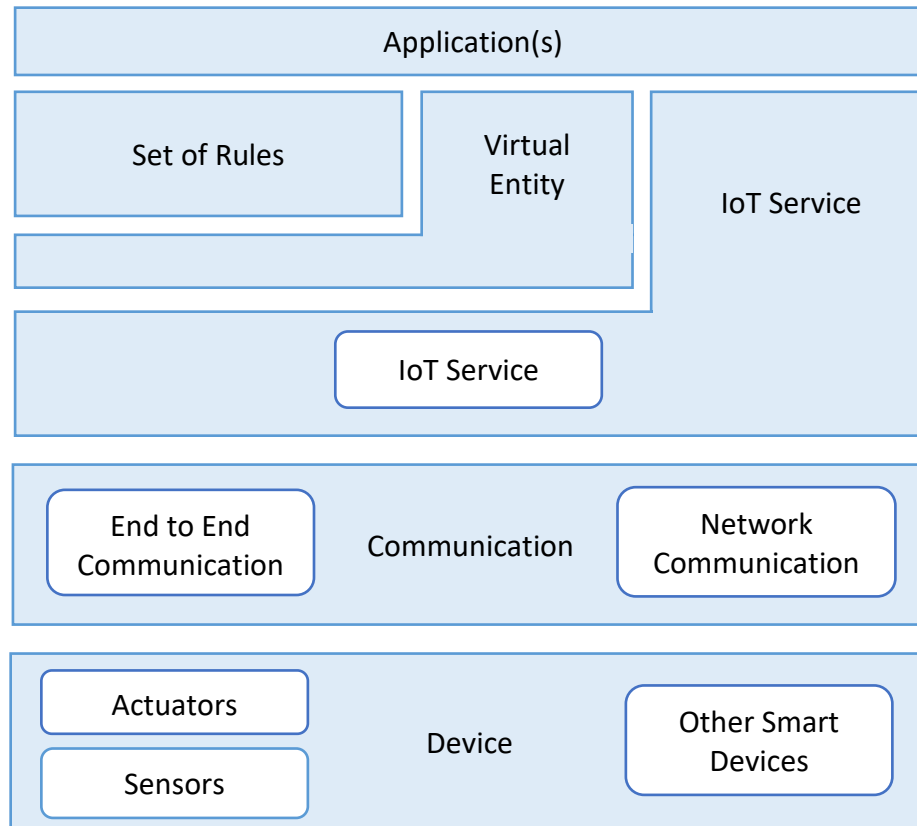 Application(s)
Set of Rules
Virtual
Entity
IoT Service
IoT Service
End to End
Communication
Communication
Network
Communication
Actuators
Sensors
Device
Other Smart
Devices